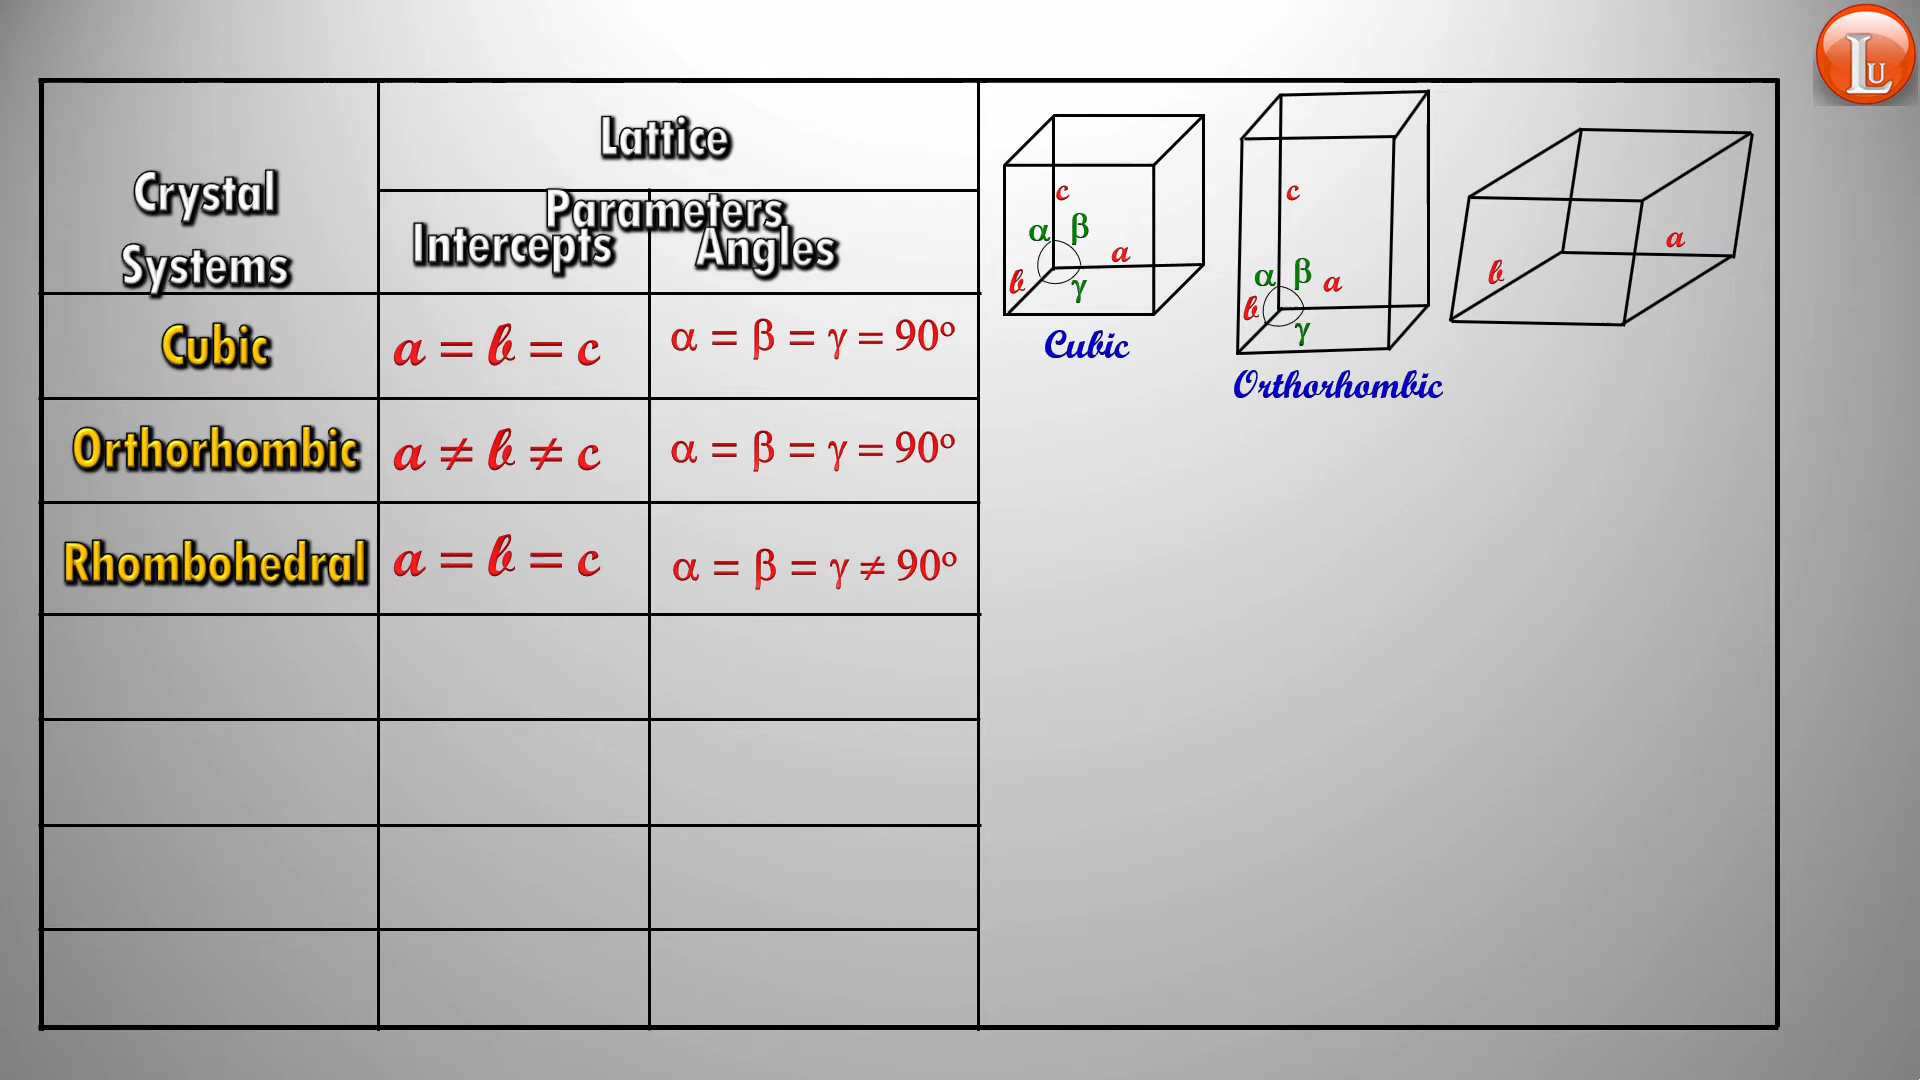 LU
Crystal
Systems
Lattice
Parameters
Intercepts
Angles
Cubic
a = b = c
α = β = γ = 90º
Orthorhombic
a ≠ b ≠ c
α = β = γ = 90º
Rhombohedral
a = b = c
α = β = γ ≠ 90º
c
α β
a
b
γ
Cubic
c
α β a
b
γ
Orthorhombic
a
b